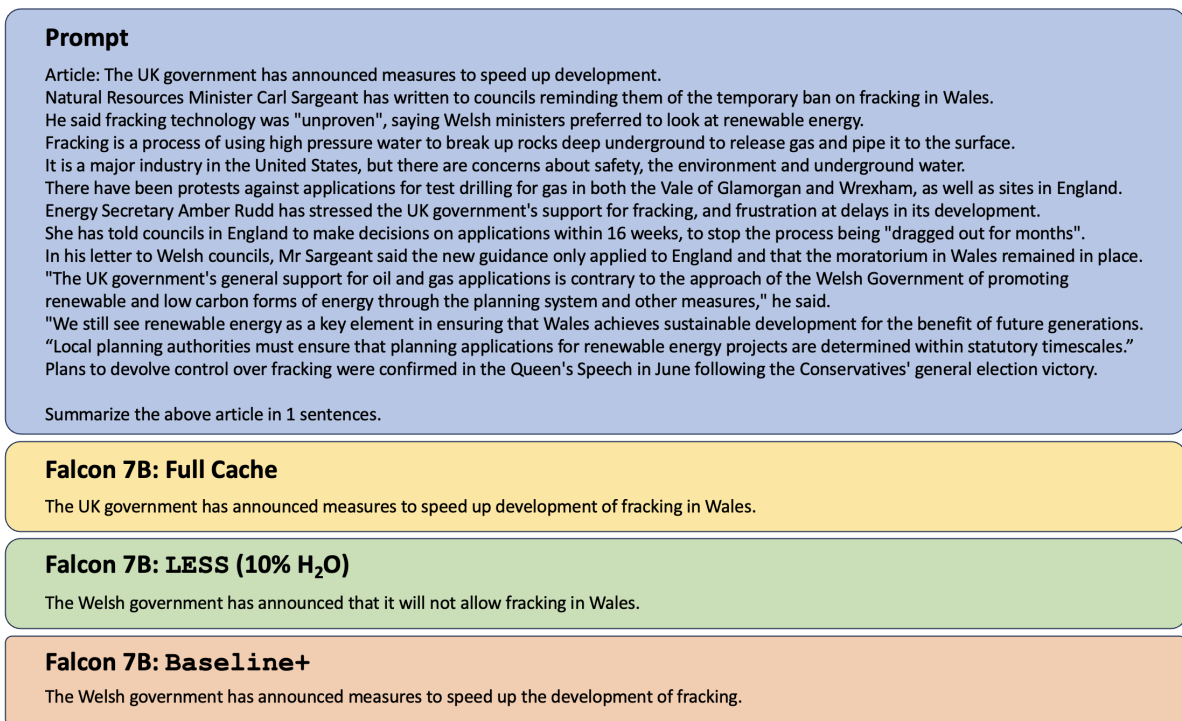 Prompt
Article: The UK government has announced measures to speed up development.
Natural Resources Minister Carl Sargeant has written to councils reminding them of the temporary ban on fracking in Wales.
He said fracking technology was "unproven", saying Welsh ministers preferred to look at renewable energy.
Fracking is a process of using high pressure water to break up rocks deep underground to release gas and pipe it to the surface.
It is a major industry in the United States, but there are concerns about safety, the environment and underground water.
There have been protests against applications for test drilling for gas in both the Vale of Glamorgan and Wrexham, as well as sites in England.
Energy Secretary Amber Rudd has stressed the UK government's support for fracking, and frustration at delays in its development.
She has told councils in England to make decisions on applications within 16 weeks, to stop the process being "dragged out for months".
In his letter to Welsh councils, Mr Sargeant said the new guidance only applied to England and that the moratorium in Wales remained in place.
"The UK government's general support for oil and gas applications is contrary to the approach of the Welsh Government of promoting
renewable and low carbon forms of energy through the planning system and other measures," he said.
"We still see renewable energy as a key element in ensuring that Wales achieves sustainable development for the benefit of future generations.
“Local planning authorities must ensure that planning applications for renewable energy projects are determined within statutory timescales.”
Plans to devolve control over fracking were confirmed in the Queen's Speech in June following the Conservatives' general election victory.
Summarize the above article in 1 sentences.
Falcon 7B: Full Cache
The UK government has announced measures to speed up development of fracking in Wales.
Falcon 7B: LESS (10% H₂O)
The Welsh government has announced that it will not allow fracking in Wales.
Falcon 7B: Baseline+
The Welsh government has announced measures to speed up the development of fracking.